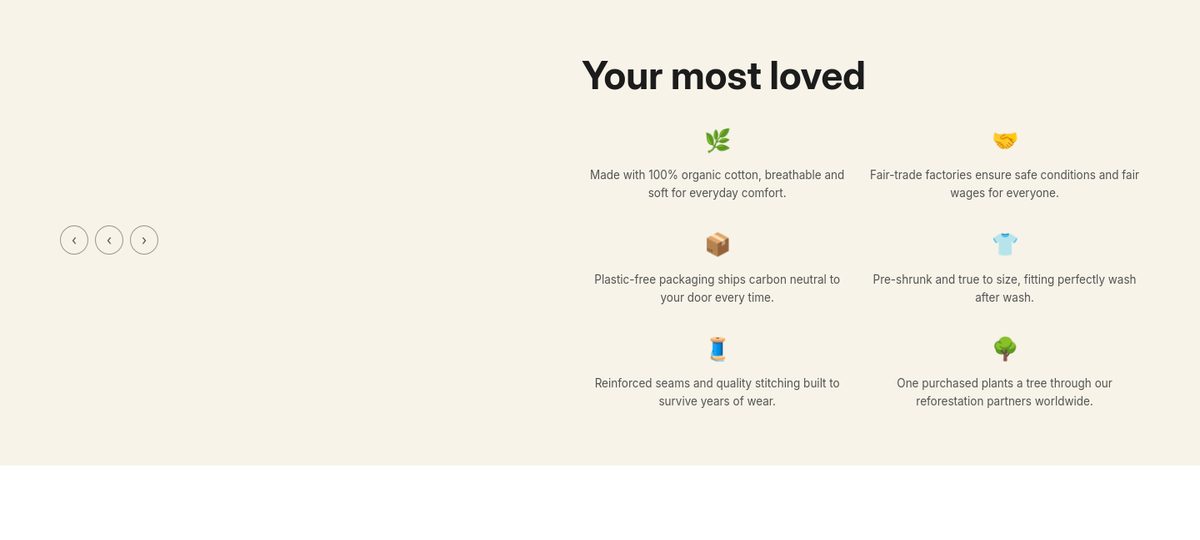 Your most loved
Made with 100% organic cotton, breathable and
soft for everyday comfort.
Fair-trade factories ensure safe conditions and fair
wages for everyone.
‹ ‹ ›
Plastic-free packaging ships carbon neutral to
your door every time.
Pre-shrunk and true to size, fitting perfectly wash
after wash.
Reinforced seams and quality stitching built to
survive years of wear.
One purchased plants a tree through our
reforestation partners worldwide.